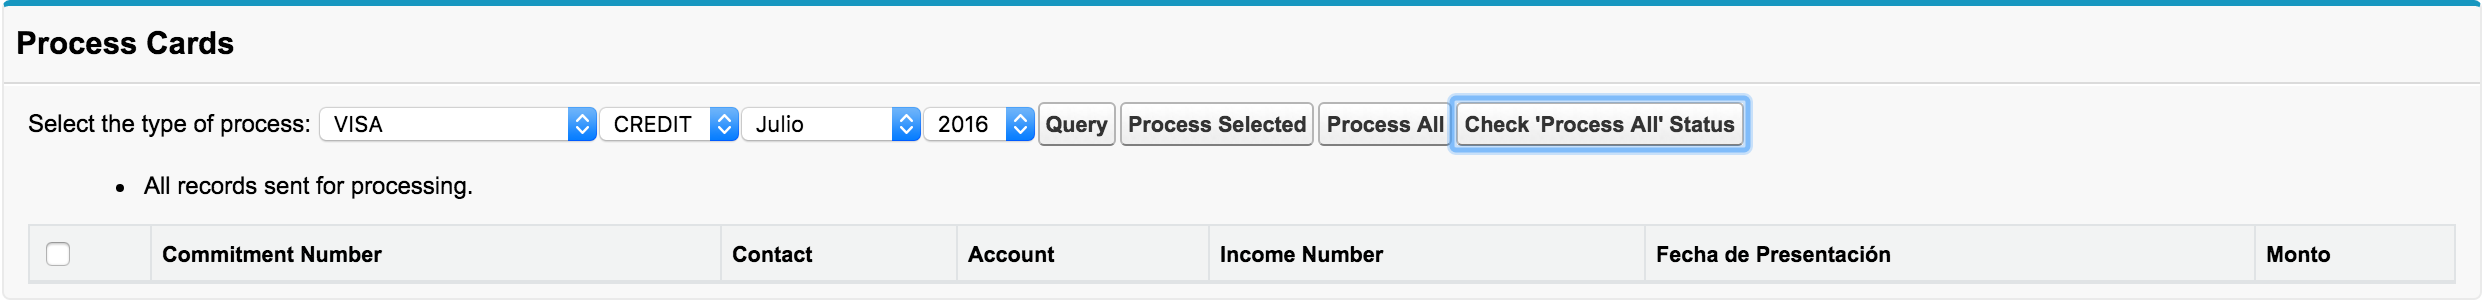 Process Cards
Select the type of process: VISA CREDIT Julio 2016 Query Process Selected Process All Check 'Process All' Status
• All records sent for processing.
Commitment Number Contact Account Income Number Fecha de Presentación Monto